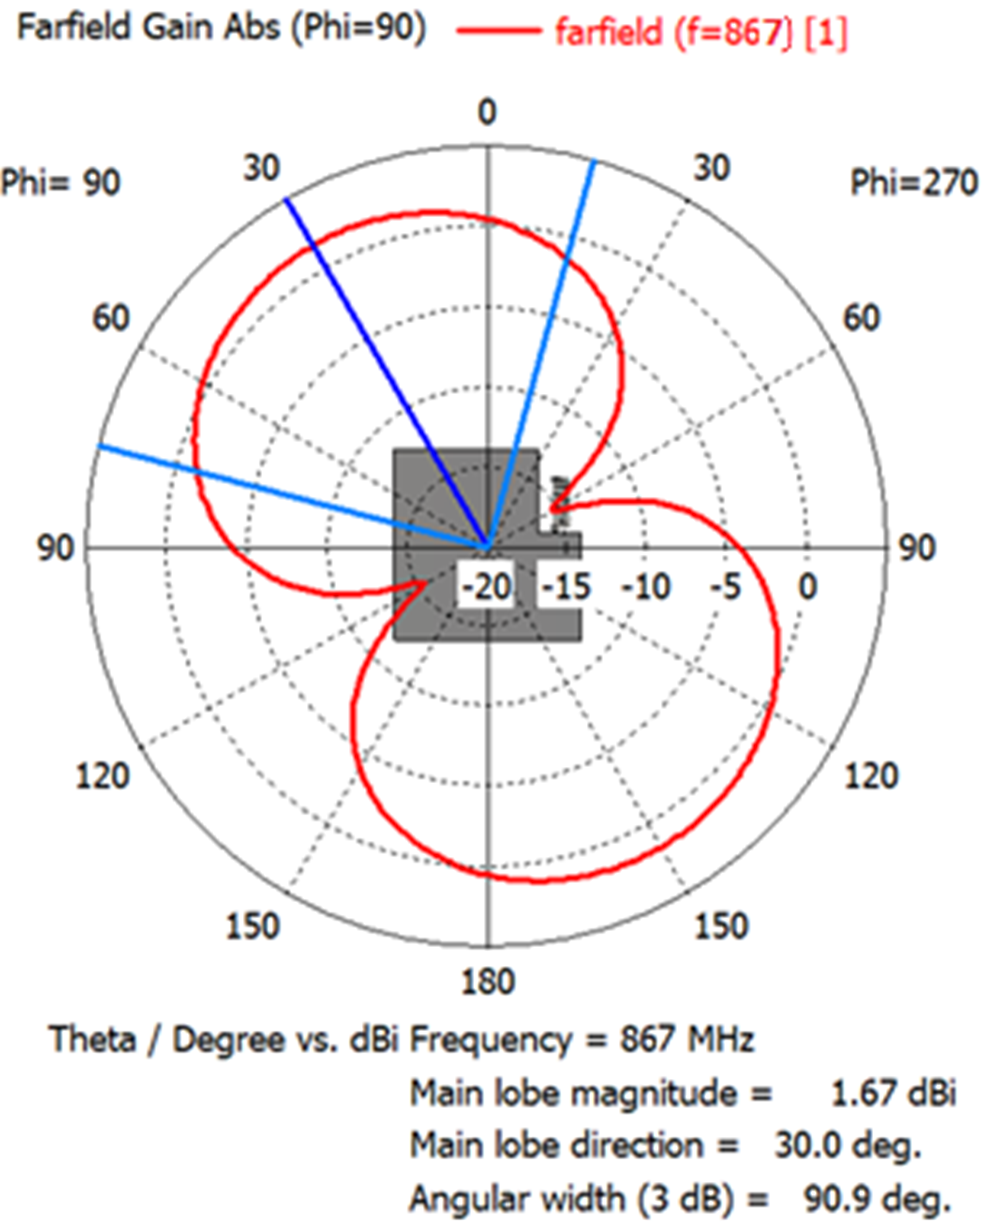 Farfield Gain Abs (Phi=90) farfield (f=867) [1]
0
30 30
Phi= 90 Phi=270
60 60
90 90
-20 -15 -10 -5 0
120 120
150 150
180
Theta / Degree vs. dBi Frequency = 867 MHz
Main lobe magnitude = 1.67 dBi
Main lobe direction = 30.0 deg.
Angular width (3 dB) = 90.9 deg.